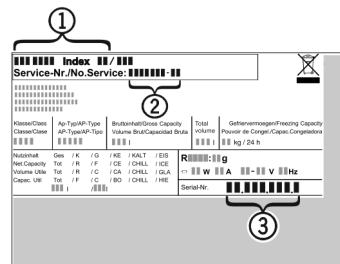 ①
Index /
Service-Nr./No.Service: -
②
Klasse/Class Ap-Typ/AP-Type Bruttoinhalt/Gross Capacity Total Gefriervermoegen/Freezing Capacity
Classe/Clase AP-Type/AP-Tipo Volume Brut/Capacidad Bruta volume Pouvoir de Congel./Capac.Congeladora
l l kg / 24 h
Nutzinhalt Ges / K / G / KE / KALT / EIS
Net.Capacity Tot / R / F / CE / CHILL / ICE
Volume Utile Tot / R / C / CA / CHILL / GLA
Capac. Util Tot / F / C / BO / CHILL / HIE
l / l
R : g
W A - V Hz
Serial-Nr. , , ,
③